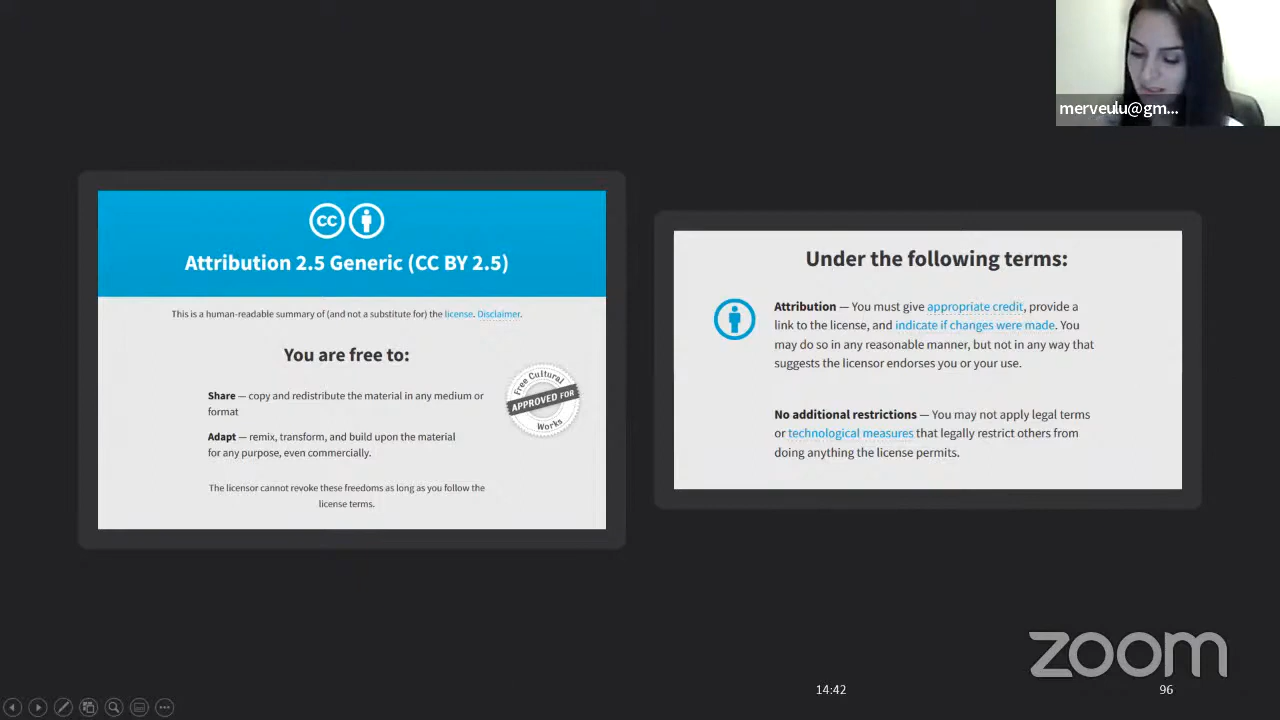 merveulu@gm...
CC
Attribution 2.5 Generic (CC BY 2.5)
This is a human-readable summary of (and not a substitute for) the license. Disclaimer.
You are free to:
Share — copy and redistribute the material in any medium or
format
Adapt — remix, transform, and build upon the material
for any purpose, even commercially.
The licensor cannot revoke these freedoms as long as you follow the
license terms.
Free Cultural
APPROVED FOR
Works
Under the following terms:
Attribution — You must give appropriate credit, provide a
link to the license, and indicate if changes were made. You
may do so in any reasonable manner, but not in any way that
suggests the licensor endorses you or your use.
No additional restrictions — You may not apply legal terms
or technological measures that legally restrict others from
doing anything the license permits.
zoom
14:42
96